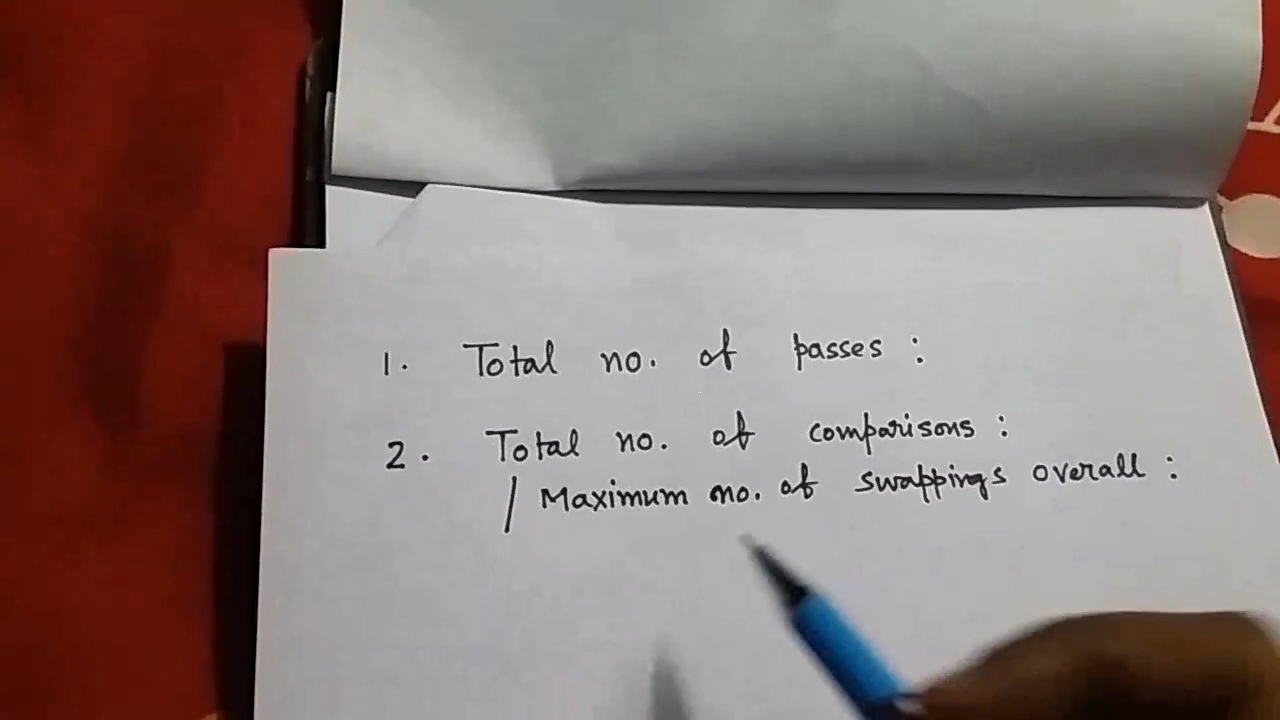 1. Total no. of passes :
2. Total no. of comparisons :
/ Maximum no. of swappings overall :